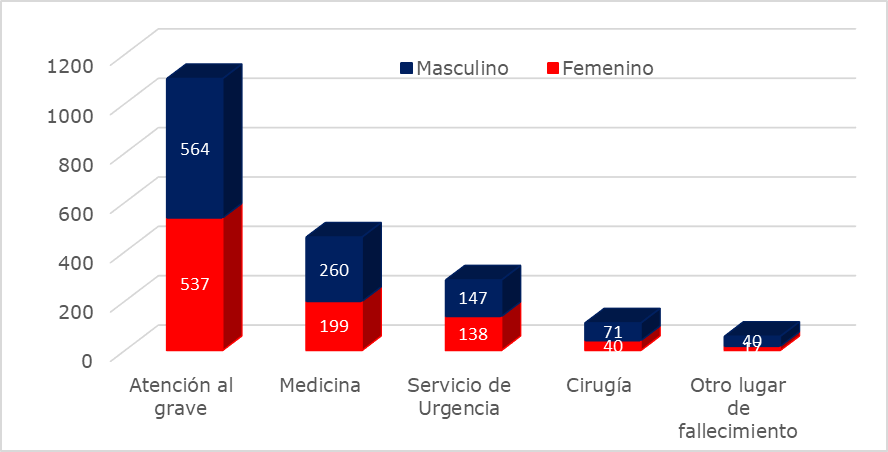 1200
1000
800
600
400
200
0
Masculino
Femenino
564
537
260
199
147
138
71
40
40
17
Atención al
grave
Medicina
Servicio de
Urgencia
Cirugía
Otro lugar
de
fallecimiento